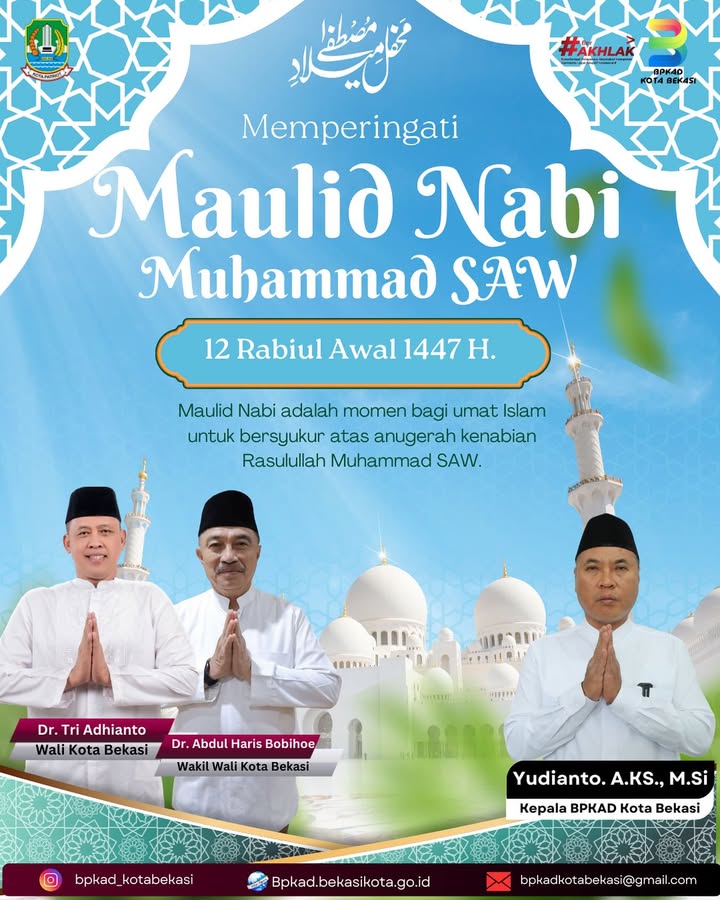 محفل ميلاد مصطفى
KOTA PATRIOT
#AKHLAK
BPKAD
KOTA BEKASI
Memperingati
Maulid Nabi
Muhammad SAW
12 Rabiul Awal 1447 H.
Maulid Nabi adalah momen bagi umat Islam
untuk bersyukur atas anugerah kenabian
Rasulullah Muhammad SAW.
Dr. Tri Adhianto
Wali Kota Bekasi
Dr. Abdul Haris Bobihoe
Wakil Wali Kota Bekasi
Yudianto. A.KS., M.Si
Kepala BPKAD Kota Bekasi
bpkad_kotabekasi
Bpkad.bekasikota.go.id
bpkadkotabekasi@gmail.com